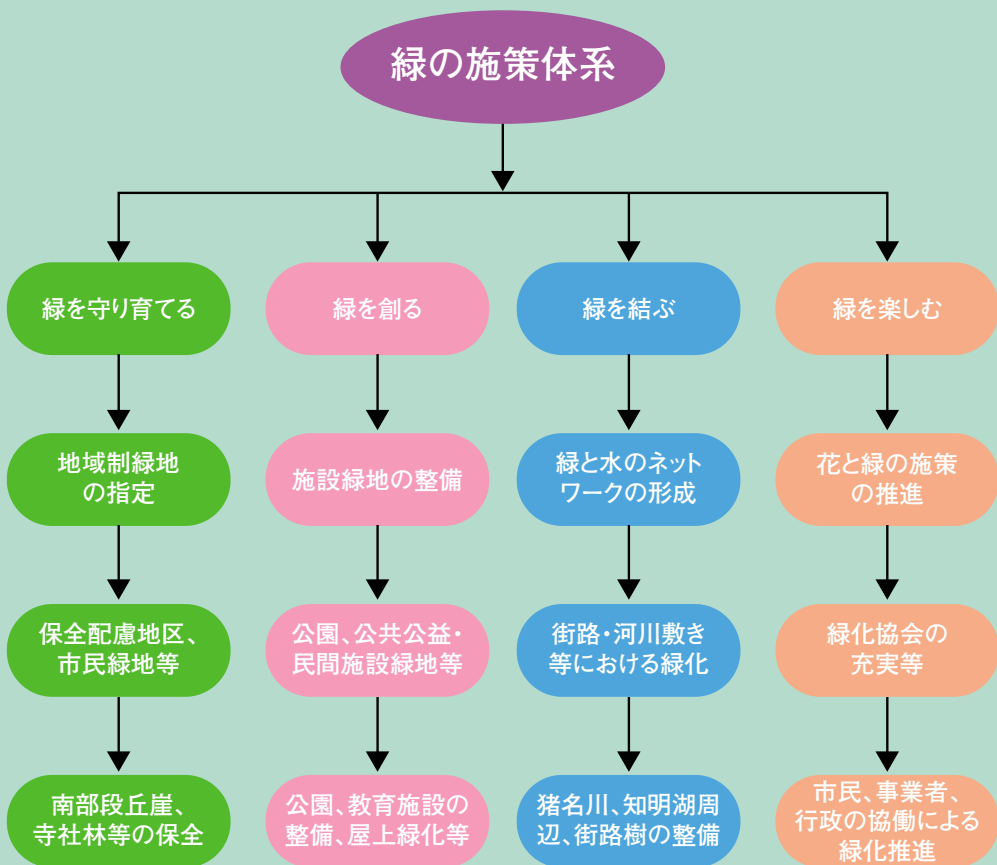 緑の施策体系
緑を守り育てる
緑を創る
緑を結ぶ
緑を楽しむ
地域制緑地
の指定
施設緑地の整備
緑と水のネット
ワークの形成
花と緑の施策
の推進
保全配慮地区、
市民緑地等
公園、公共公益・
民間施設緑地等
街路・河川敷き
等における緑化
緑化協会の
充実等
南部段丘崖、
寺社林等の保全
公園、教育施設の
整備、屋上緑化等
猪名川、知明湖周
辺、街路樹の整備
市民、事業者、
行政の協働による
緑化推進